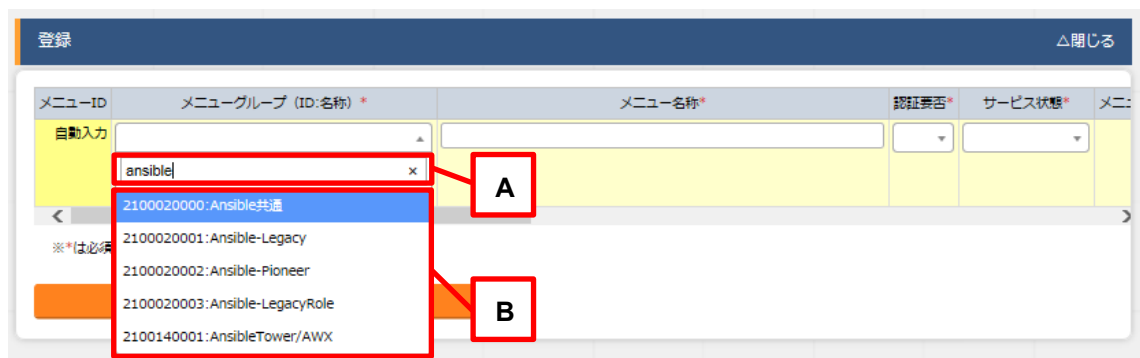 登録 △閉じる
メニューID メニューグループ (ID:名称) * メニュー名称* 認証要否* サービス状態*
自動入力
ansible ×
A
2100020000:Ansible共通
2100020001:Ansible-Legacy
※*は必須
2100020002:Ansible-Pioneer
2100020003:Ansible-LegacyRole
B
2100140001:AnsibleTower/AWX